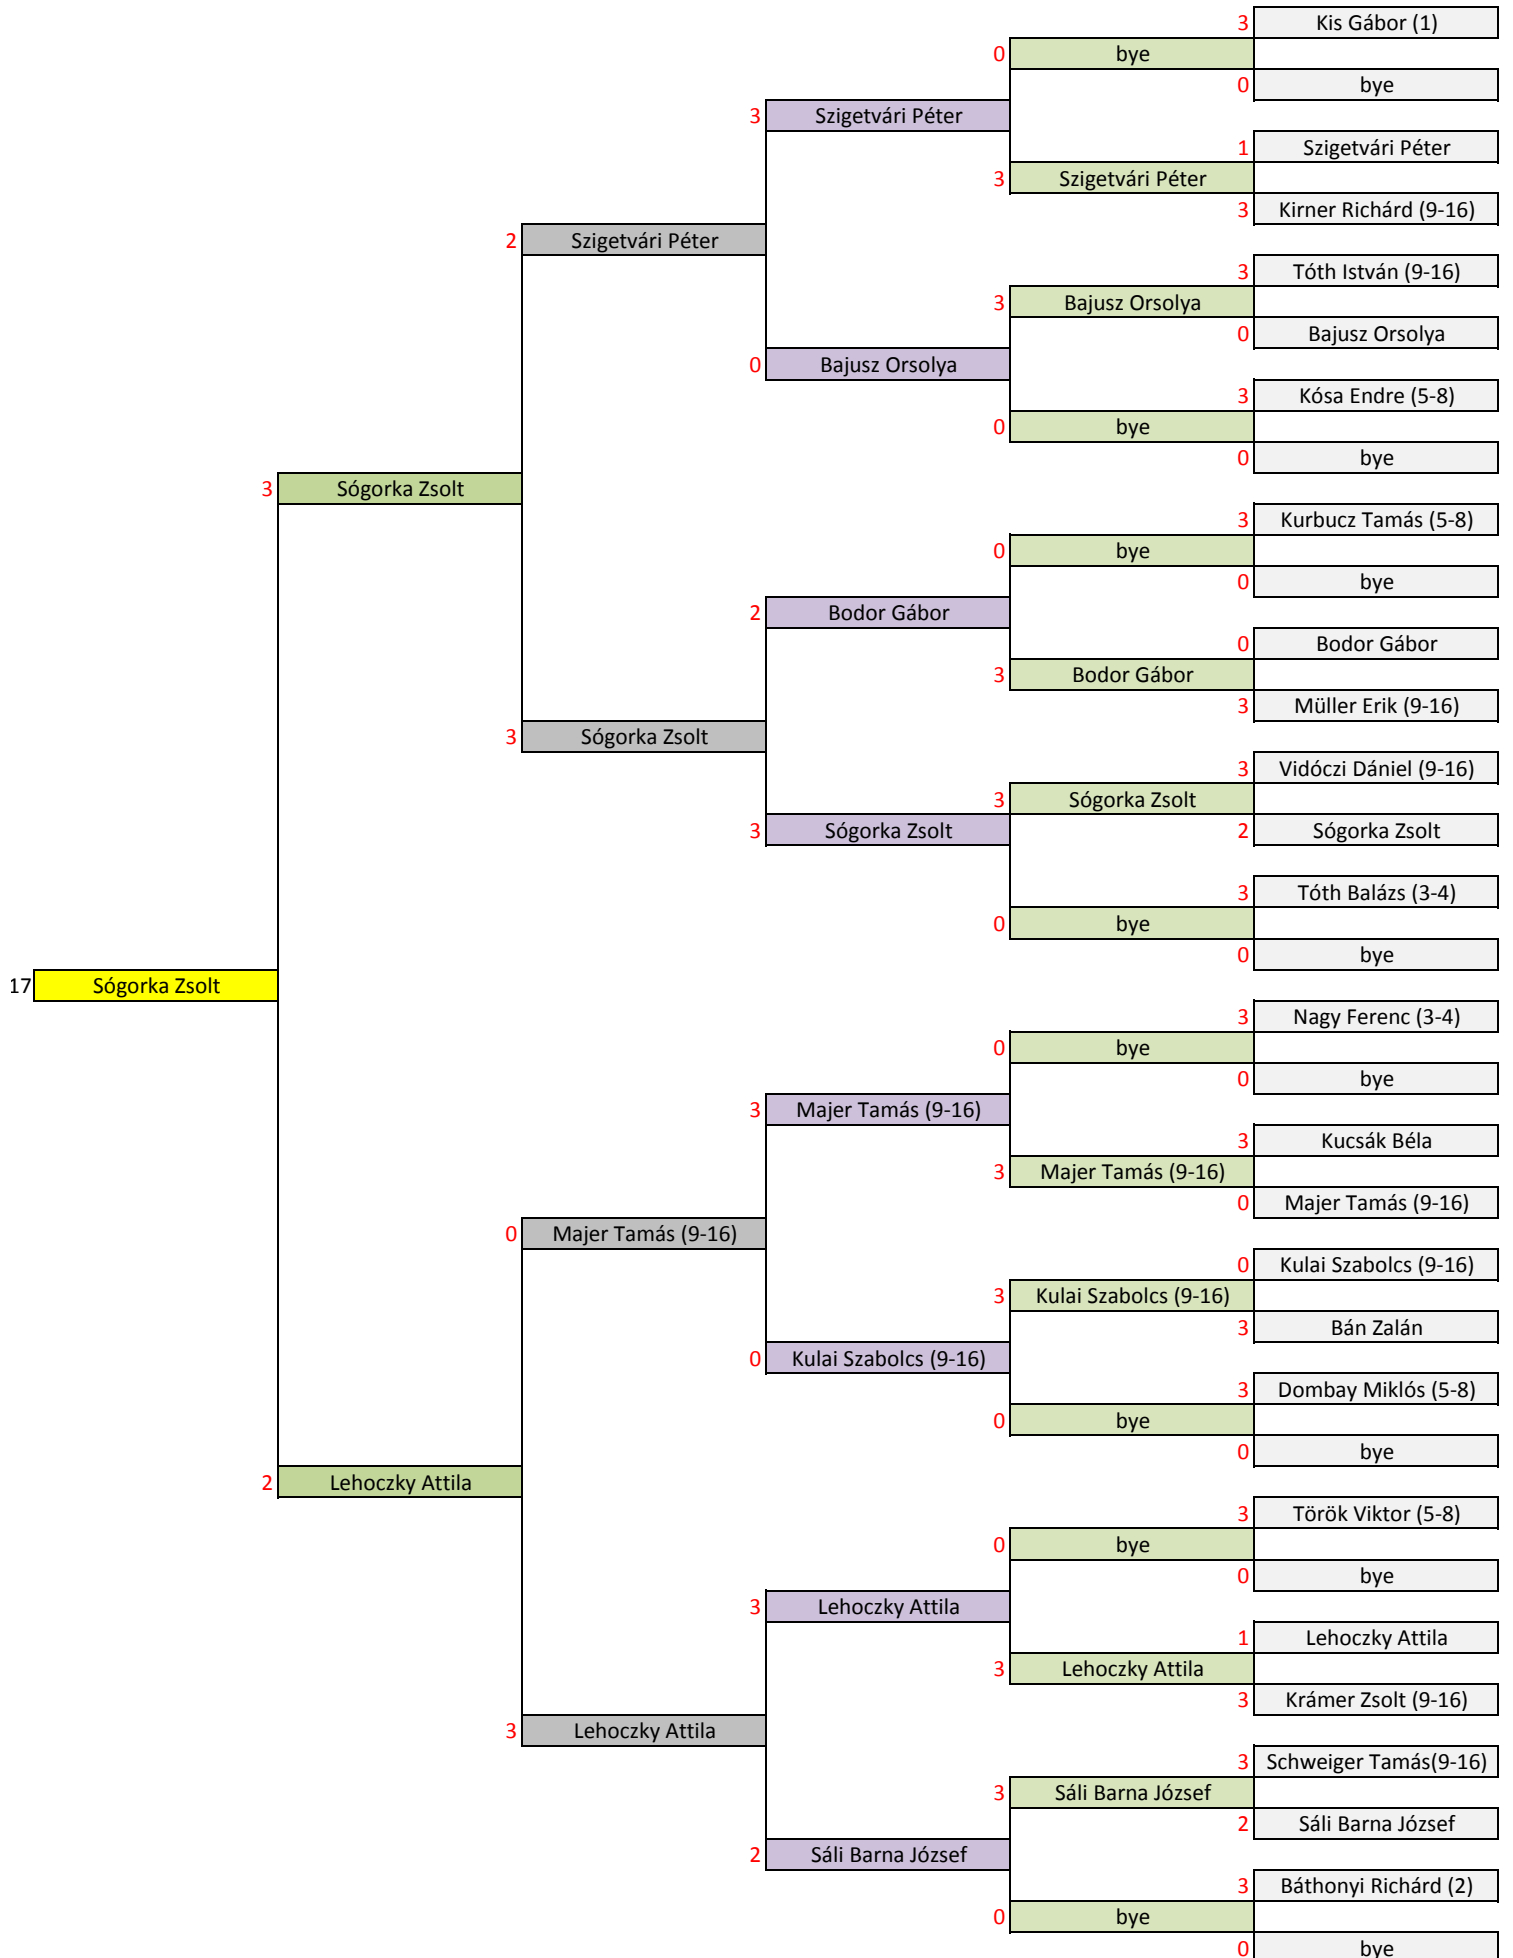 3 Kis Gábor (1)
0 bye
0 bye
3 Szigetvári Péter
1 Szigetvári Péter
3 Szigetvári Péter
3 Kirner Richárd (9-16)
2 Szigetvári Péter
3 Tóth István (9-16)
3 Bajusz Orsolya
0 Bajusz Orsolya
0 Bajusz Orsolya
3 Kósa Endre (5-8)
0 bye
0 bye
3 Sógorka Zsolt
3 Kurbucz Tamás (5-8)
0 bye
0 bye
2 Bodor Gábor
0 Bodor Gábor
3 Bodor Gábor
3 Müller Erik (9-16)
3 Sógorka Zsolt
3 Vidóczi Dániel (9-16)
3 Sógorka Zsolt
3 Sógorka Zsolt
2 Sógorka Zsolt
3 Tóth Balázs (3-4)
0 bye
0 bye
17 Sógorka Zsolt
3 Nagy Ferenc (3-4)
0 bye
0 bye
3 Majer Tamás (9-16)
3 Kucsák Béla
3 Majer Tamás (9-16)
0 Majer Tamás (9-16)
0 Majer Tamás (9-16)
0 Kulai Szabolcs (9-16)
3 Kulai Szabolcs (9-16)
3 Bán Zalán
0 Kulai Szabolcs (9-16)
3 Dombay Miklós (5-8)
0 bye
0 bye
2 Lehoczky Attila
3 Török Viktor (5-8)
0 bye
0 bye
3 Lehoczky Attila
1 Lehoczky Attila
3 Lehoczky Attila
3 Krámer Zsolt (9-16)
3 Lehoczky Attila
3 Schweiger Tamás(9-16)
3 Sáli Barna József
2 Sáli Barna József
2 Sáli Barna József
3 Báthonyi Richárd (2)
0 bye
0 bye